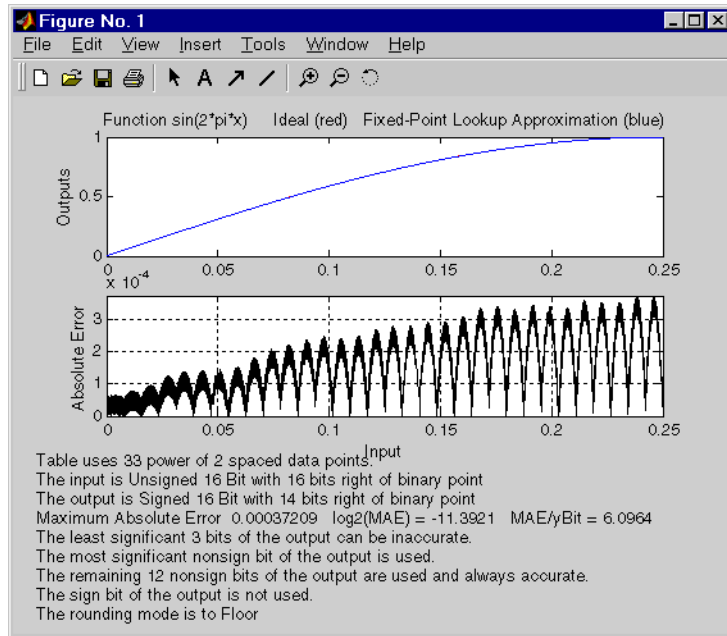 Figure No. 1
File Edit View Insert Tools Window Help
A
Function sin(2*pi*x) Ideal (red) Fixed-Point Lookup Approximation (blue)
1
0.5
0
Outputs
0 0.05 0.1 0.15 0.2 0.25
x 10^-4
3
2
1
0
Absolute Error
0 0.05 0.1 0.15 0.2 0.25
Input
Table uses 33 power of 2 spaced data points.
The input is Unsigned 16 Bit with 16 bits right of binary point
The output is Signed 16 Bit with 14 bits right of binary point
Maximum Absolute Error 0.00037209 log2(MAE) = -11.3921 MAE/yBit = 6.0964
The least significant 3 bits of the output can be inaccurate.
The most significant nonsign bit of the output is used.
The remaining 12 nonsign bits of the output are used and always accurate.
The sign bit of the output is not used.
The rounding mode is to Floor